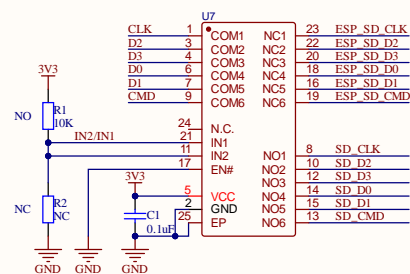 U7
CLK 1 COM1 NC1 23 ESP_SD_CLK
D2 3 COM2 NC2 22 ESP_SD_D2
D3 4 COM3 NC3 20 ESP_SD_D3
D0 6 COM4 NC4 18 ESP_SD_D0
D1 7 COM5 NC5 16 ESP_SD_D1
CMD 9 COM6 NC6 19 ESP_SD_CMD
3V3
NO R1 10K
24 N.C.
IN2/IN1 21 IN1
11 IN2 NO1 8 SD_CLK
17 EN# NO2 10 SD_D2
NO3 12 SD_D3
3V3
NC R2 NC
5 VCC NO4 14 SD_D0
2 GND NO5 15 SD_D1
C1 0.1uF
25 EP NO6 13 SD_CMD
GND GND GND